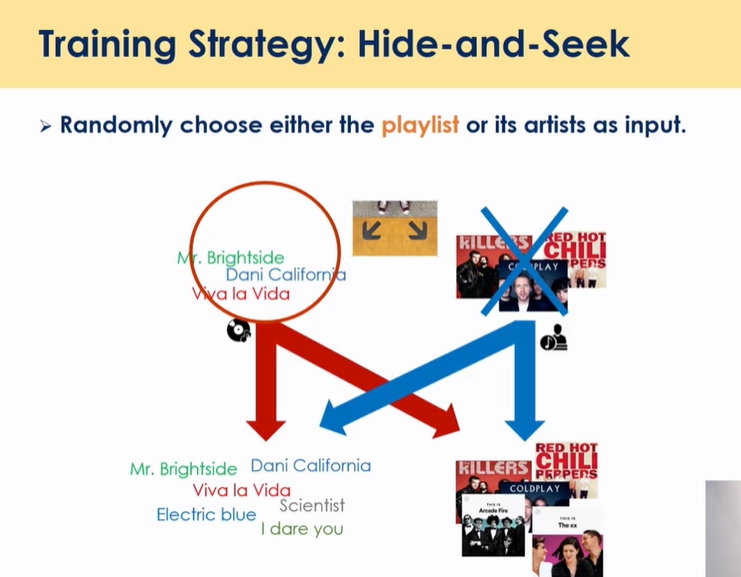 Training Strategy: Hide-and-Seek
➢ Randomly choose either the playlist or its artists as input.
Mr. Brightside
Dani California
Viva la Vida
KILLERS
RED HOT
CHILI
PEPPERS
COLDPLAY
Mr. Brightside
Dani California
Viva la Vida
Scientist
Electric blue
I dare you
KILLERS
RED HOT
CHILI
PEPPERS
COLDPLAY
THIS IS
Arcade Fire
THIS IS
The xx